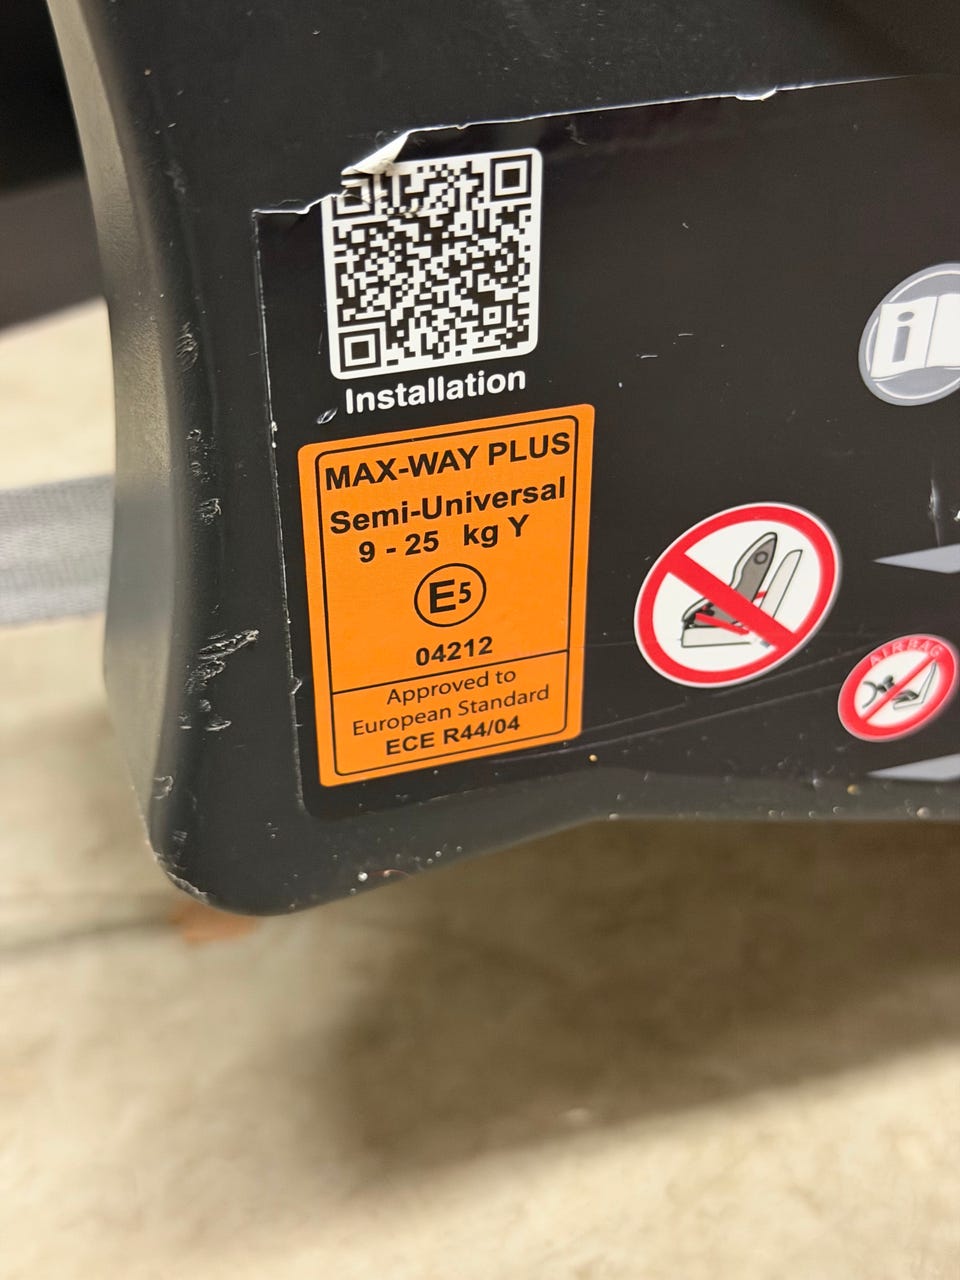 Installation
MAX-WAY PLUS
Semi-Universal
9 - 25 kg Y
E5
04212
Approved to
European Standard
ECE R44/04
i
AIRBAG